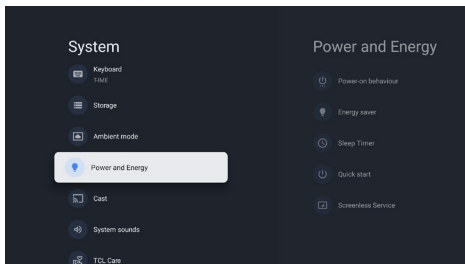 System
Keyboard
TIME
Storage
Ambient mode
Power and Energy
Cast
System sounds
TCL Care
Power and Energy
Power-on behaviour
Energy saver
Sleep Timer
Quick start
Screenless Service